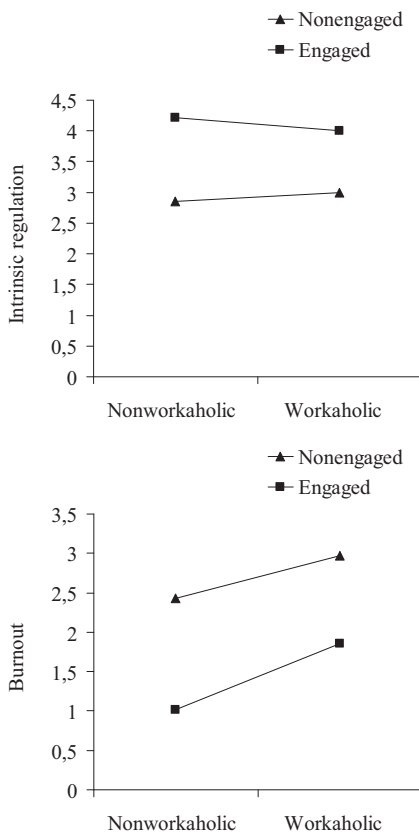 Nonengaged
Engaged
4,5
4
3,5
3
2,5
2
1,5
1
0,5
0
Intrinsic regulation
Nonworkaholic Workaholic
Nonengaged
Engaged
3,5
3
2,5
2
1,5
1
0,5
0
Burnout
Nonworkaholic Workaholic